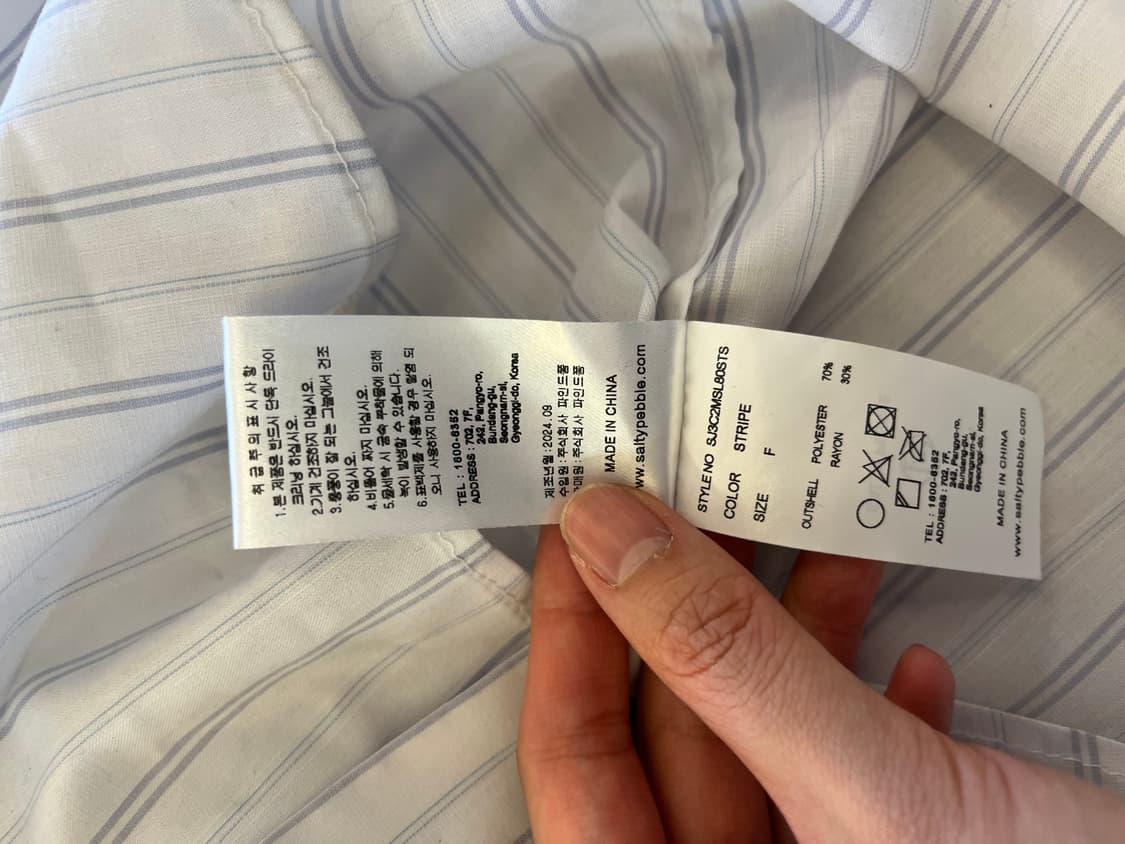 취 급 주 의 표 시 사 항
1.본 제품은 반드시 단독 드라이
크리닝 하십시오.
2.기계 건조하지 마십시오.
3.통풍이 잘 되는 그늘에서 건조
하십시오.
4.비틀어 짜지 마십시오.
5.물세탁 시 금속 부착물에 의해
녹이 발생할 수 있습니다.
6.표백제를 사용할 경우 탈염 되
오니 사용하지 마십시오.
TEL : 1600-6352
ADDRESS : 702, 7F,
242, Pangyo-ro,
Bundang-gu,
Seongnam-si,
Gyeonggi-do, Korea
제조년월:2024.09
수입원:주식회사 파인드폼
매원:주식회사 파인드폼
MADE IN CHINA
ww.saltypebble.com
STYLE NO SJ3C2MSL80STS
COLOR STRIPE
SIZE F
OUTSHELL POLYESTER 70%
RAYON 30%
TEL : 1600-6352
ADDRESS : 702, 7F,
242, Pangyo-ro,
Bundang-gu,
Seongnam-si,
Gyeonggi-do, Korea
MADE IN CHINA
www.saltypebble.com